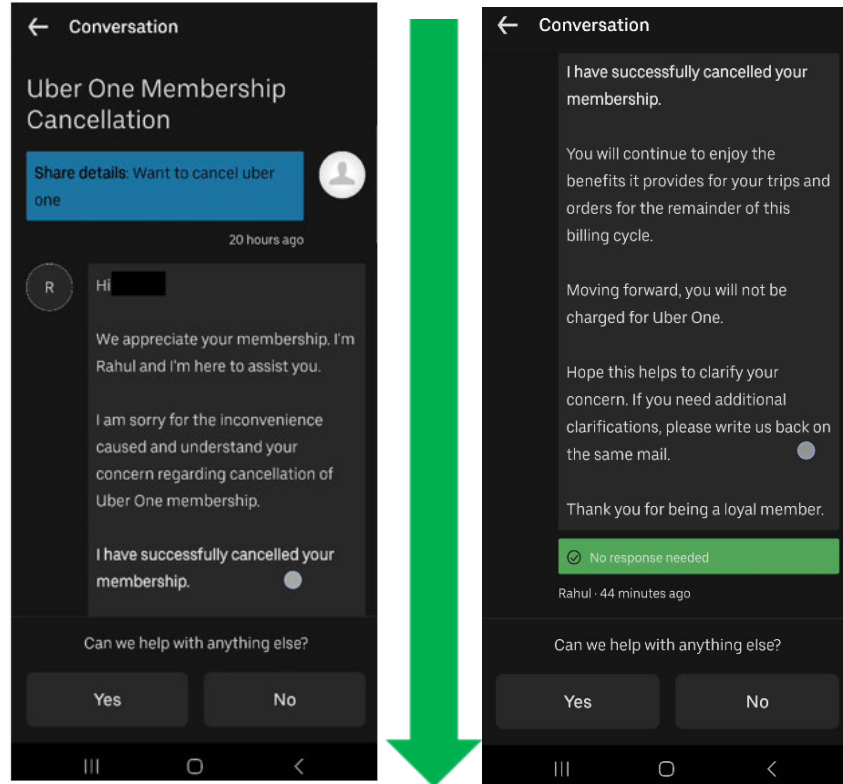 Conversation
Uber One Membership
Cancellation
Share details: Want to cancel uber
one
20 hours ago
R
Hi
We appreciate your membership. I'm
Rahul and I'm here to assist you.
I am sorry for the inconvenience
caused and understand your
concern regarding cancellation of
Uber One membership.
I have successfully cancelled your
membership.
Can we help with anything else?
Yes
No
Conversation
I have successfully cancelled your
membership.
You will continue to enjoy the
benefits it provides for your trips and
orders for the remainder of this
billing cycle.
Moving forward, you will not be
charged for Uber One.
Hope this helps to clarify your
concern. If you need additional
clarifications, please write us back on
the same mail.
Thank you for being a loyal member.
No response needed
Rahul · 44 minutes ago
Can we help with anything else?
Yes
No